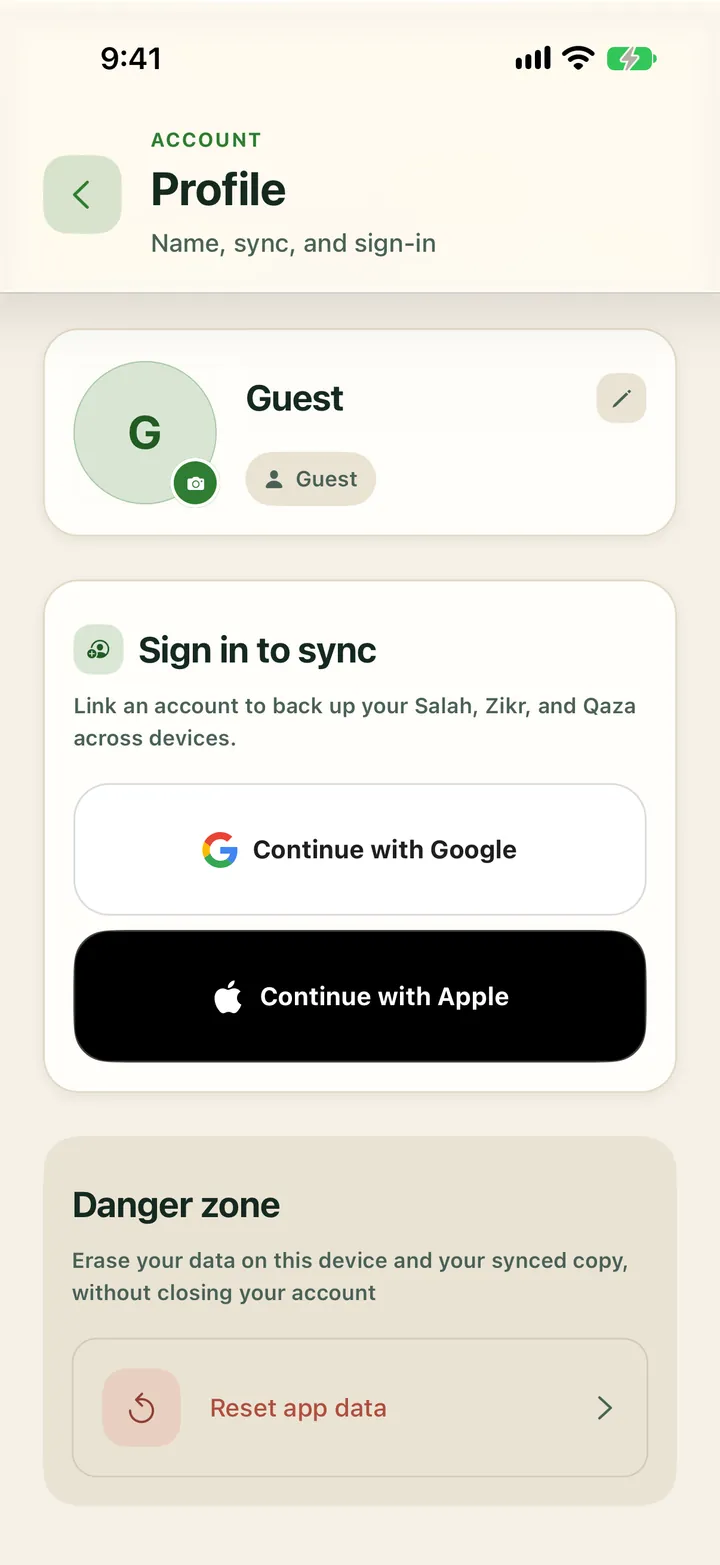 9:41
ACCOUNT
Profile
Name, sync, and sign-in
G
Guest
Guest
Sign in to sync
Link an account to back up your Salah, Zikr, and Qaza
across devices.
Continue with Google
Continue with Apple
Danger zone
Erase your data on this device and your synced copy,
without closing your account
Reset app data